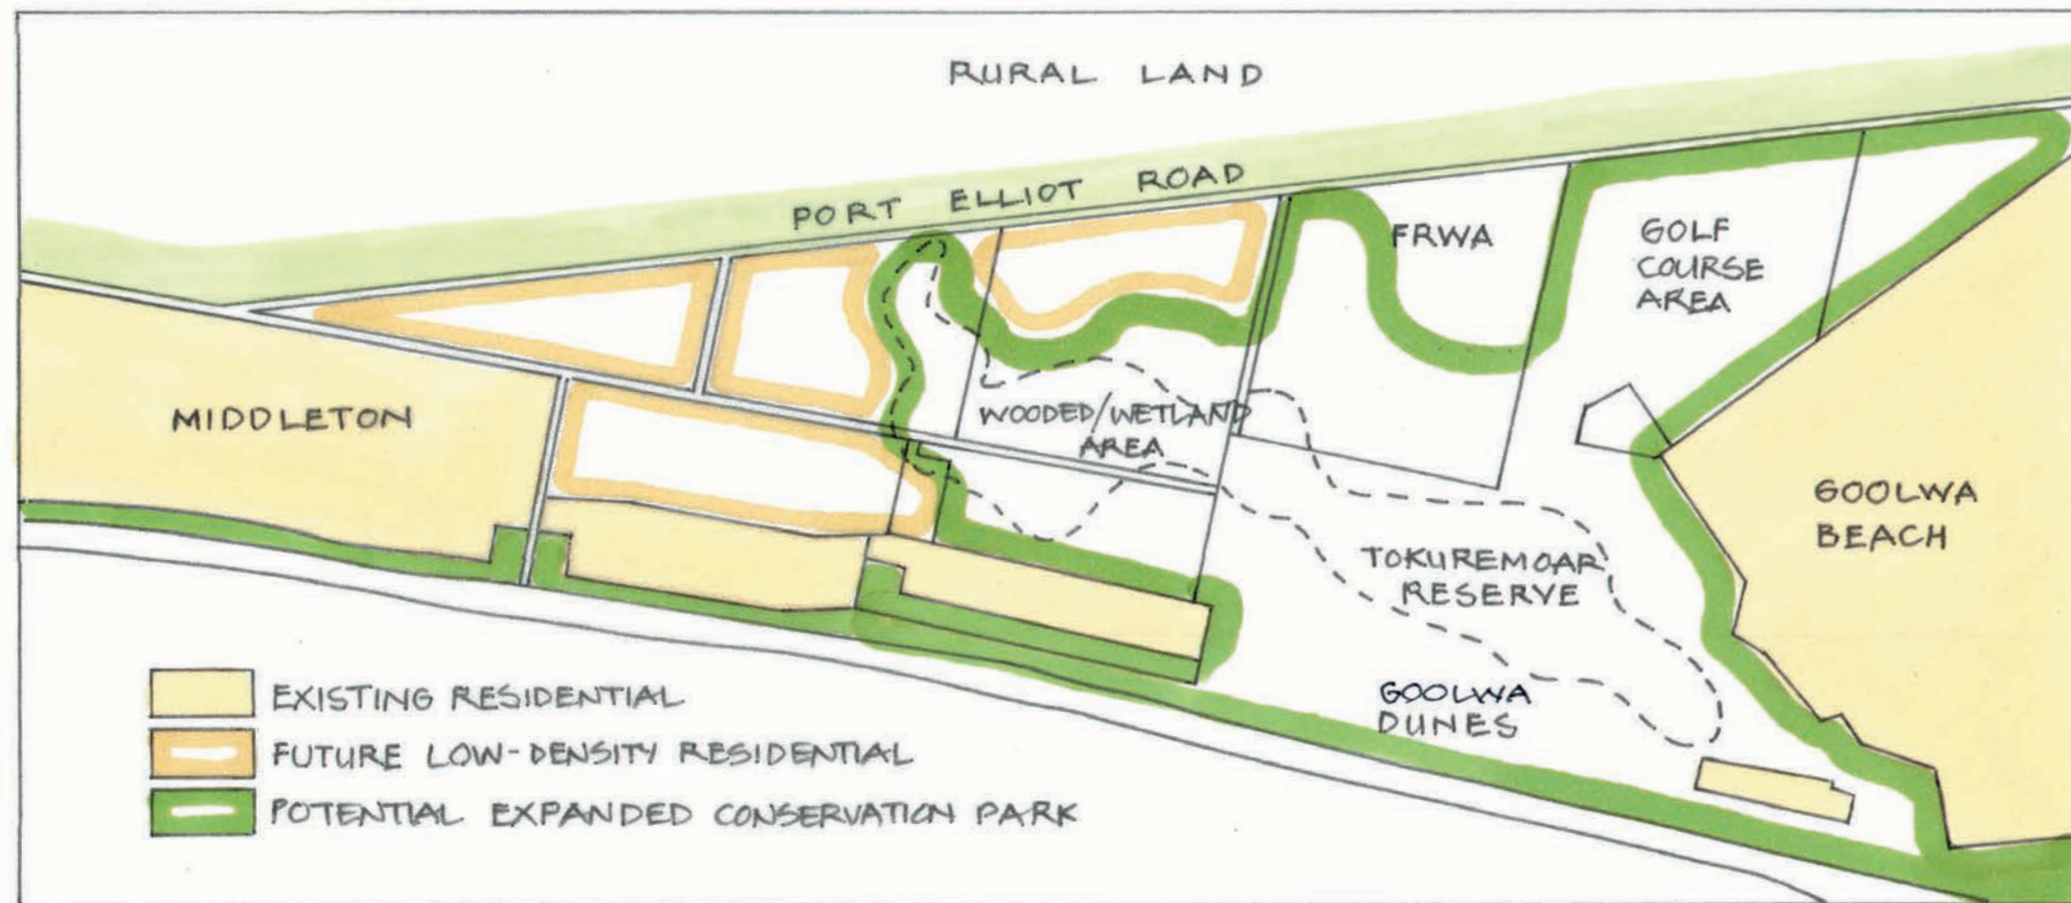 RURAL LAND
PORT ELLIOT ROAD
FRWA
GOLF
COURSE
AREA
MIDDLETON
WOODED/WETLAND
AREA
GOOLWA
BEACH
TOKUREMOAR
RESERVE
GOOLWA
DUNES
EXISTING RESIDENTIAL
FUTURE LOW-DENSITY RESIDENTIAL
POTENTIAL EXPANDED CONSERVATION PARK